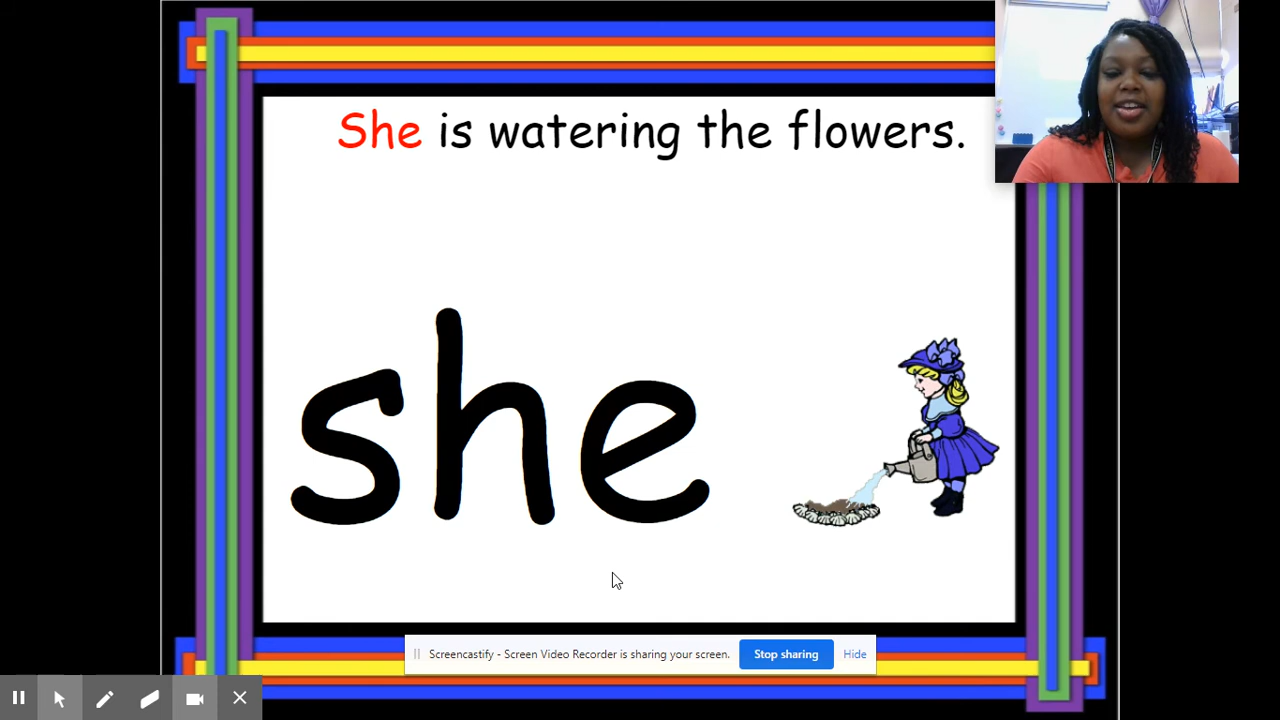 She is watering the flowers.
she
Screencastify - Screen Video Recorder is sharing your screen. Stop sharing Hide